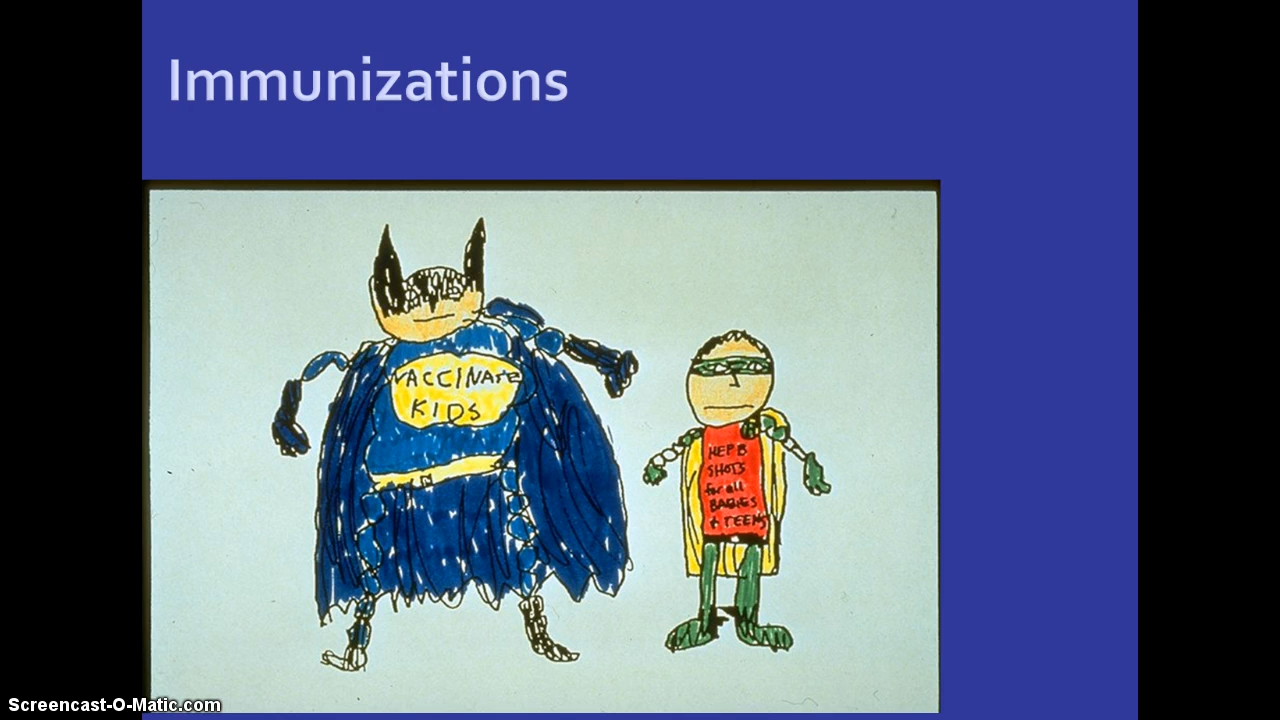 Immunizations
VACCINATE
KIDS
HEP B
SHOTS
for all
BABIES
+ TEENS
Screencast-O-Matic.com